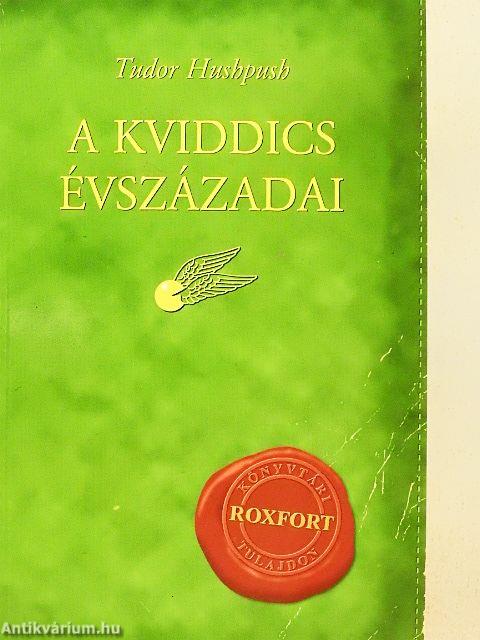 Tudor Hushpush
A KVIDDICS
ÉVSZÁZADAI
KÖNYVTÁRI
ROXFORT
TULAJDON
Antikvárium.hu